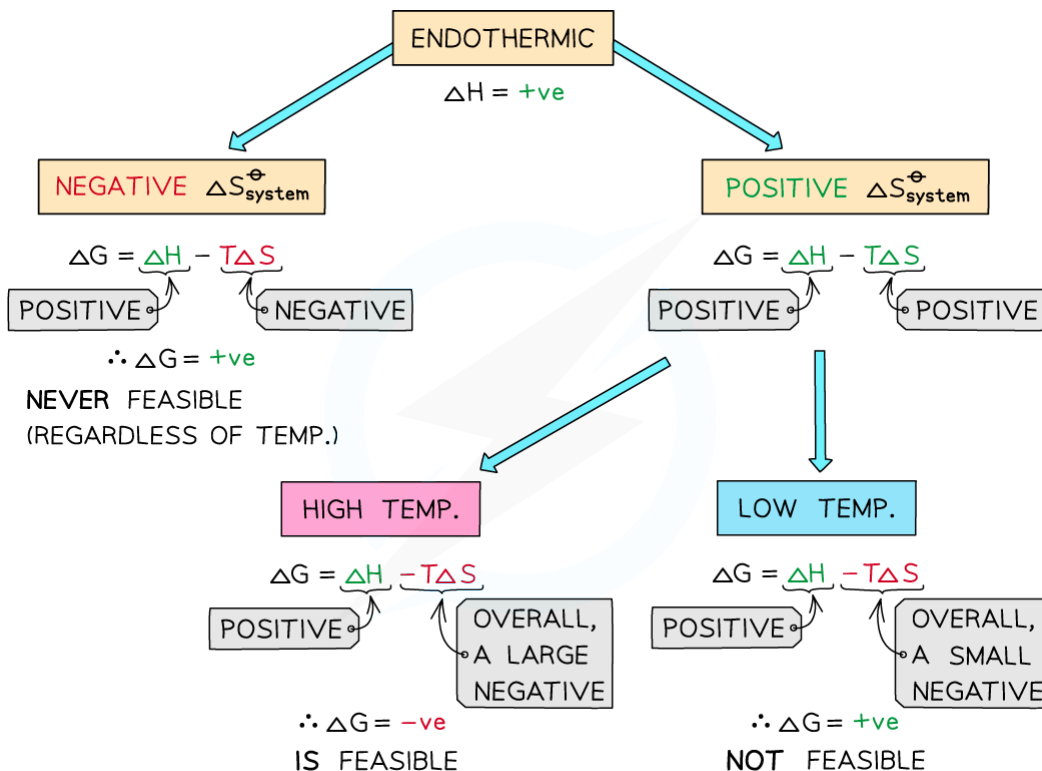 ENDOTHERMIC
△H = +ve
NEGATIVE △S⦵system
△G = △H − T△S
POSITIVE
NEGATIVE
∴ △G = +ve
NEVER FEASIBLE
(REGARDLESS OF TEMP.)
POSITIVE △S⦵system
△G = △H − T△S
POSITIVE
POSITIVE
HIGH TEMP.
△G = △H −T△S
POSITIVE
OVERALL,
A LARGE
NEGATIVE
∴ △G = −ve
IS FEASIBLE
LOW TEMP.
△G = △H −T△S
POSITIVE
OVERALL,
A SMALL
NEGATIVE
∴ △G = +ve
NOT FEASIBLE